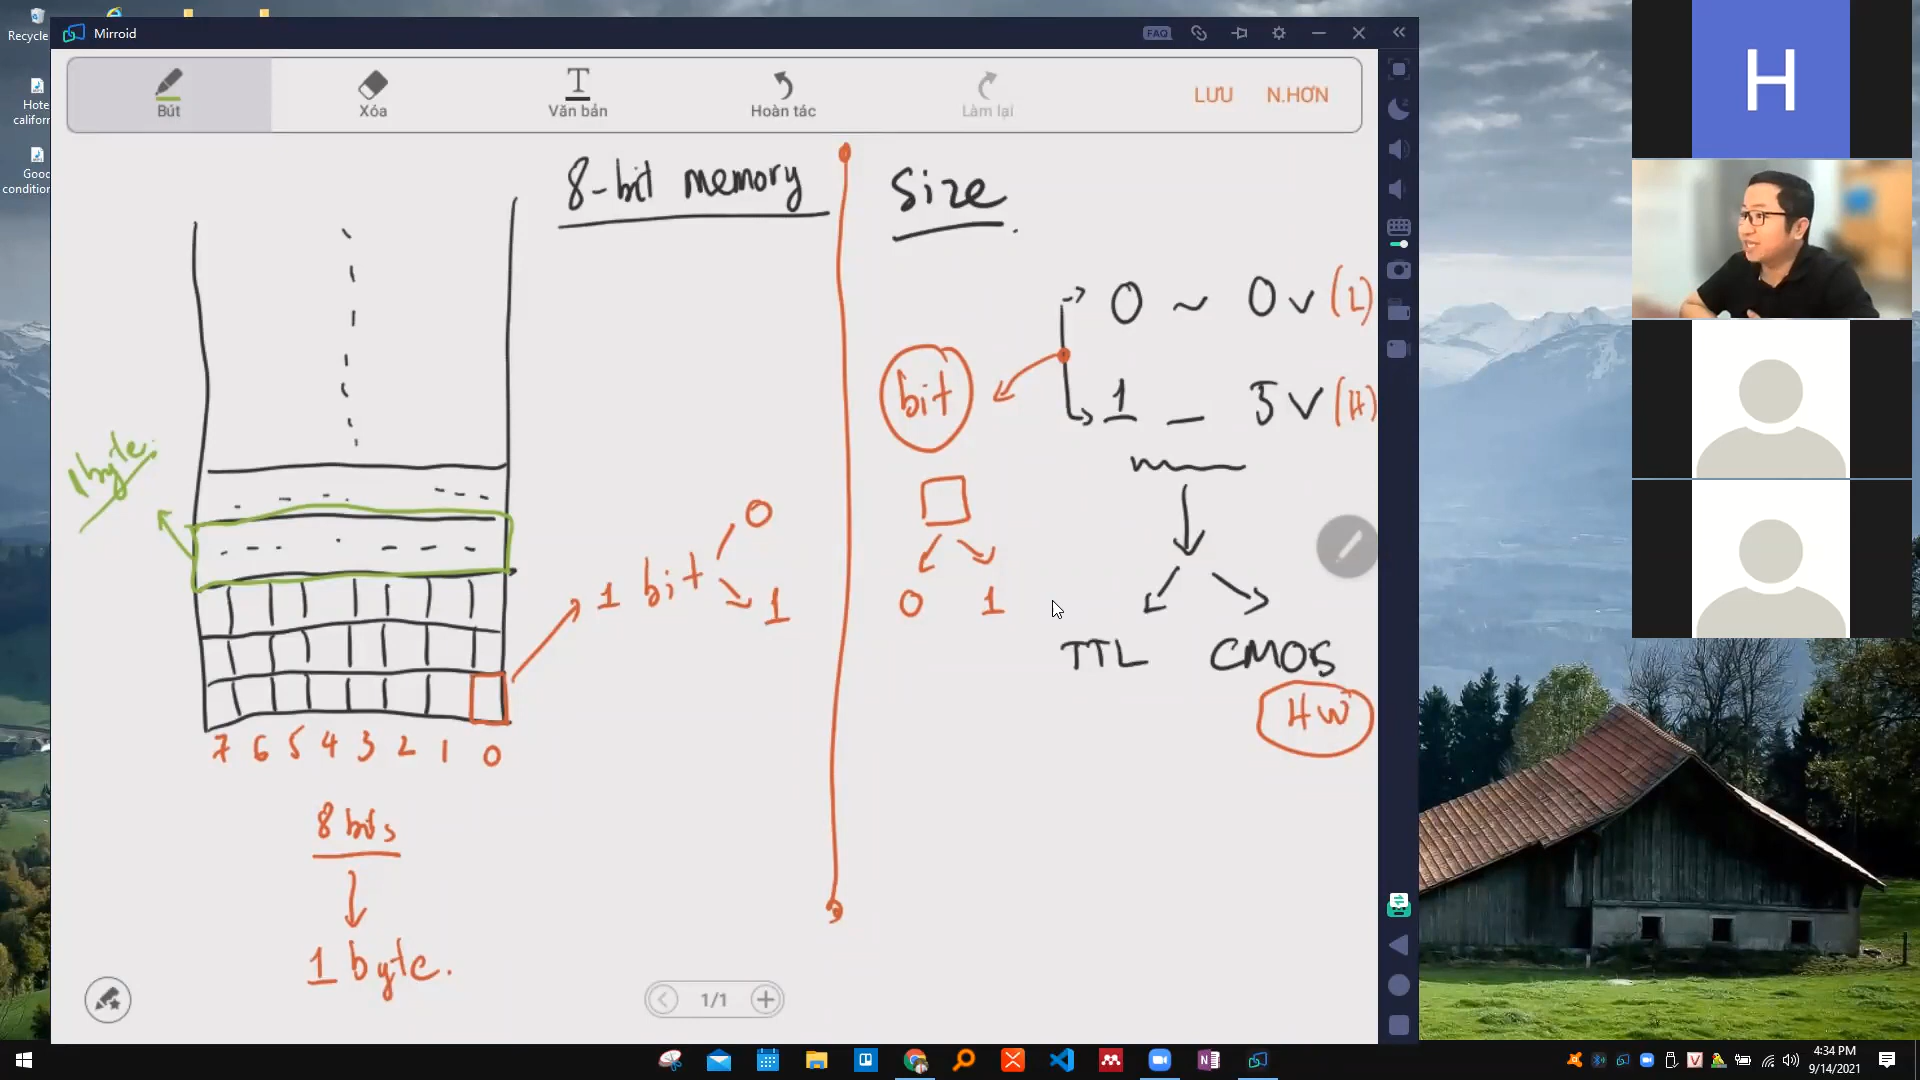 Recycle
Mirroid
FAQ
Hote
califorr
Good
condition
Bút
Xóa
Văn bản
Hoàn tác
Làm lại
LƯU
N.HƠN
8-bit memory
Size
0 ~ 0v (L)
1 _ 5V (H)
bit
0 1
TTL CMOS
HW
1 byte
1 bit
0
1
7 6 5 4 3 2 1 0
8 bits
1 byte.
1/1
H
4:34 PM
9/14/2021